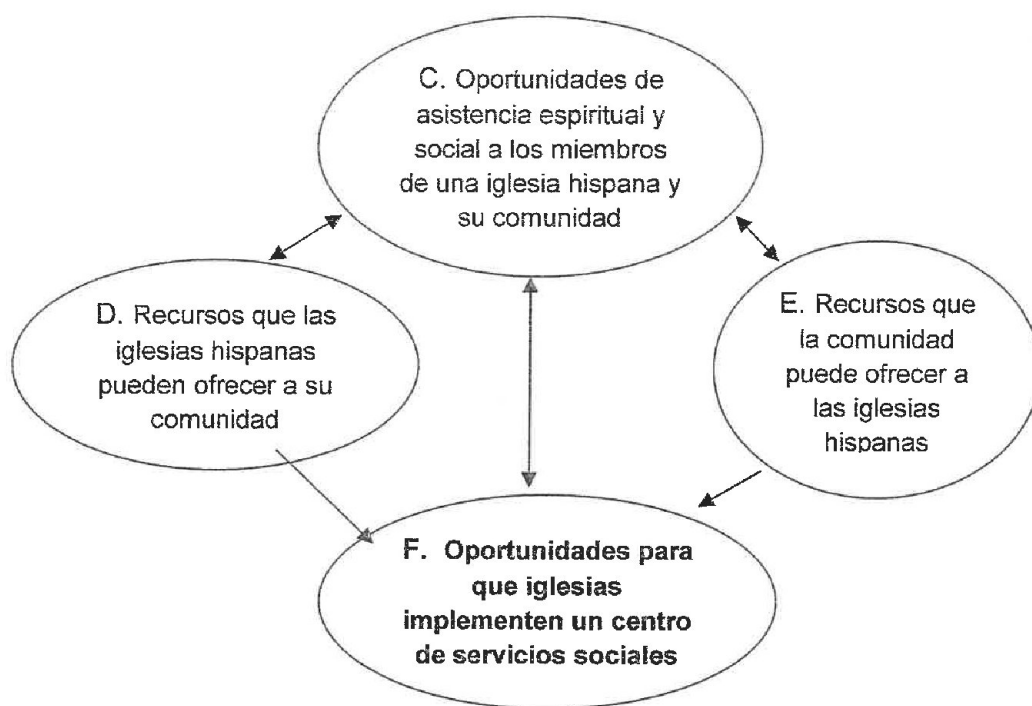 C. Oportunidades de
asistencia espiritual y
social a los miembros
de una iglesia hispana y
su comunidad
D. Recursos que las
iglesias hispanas
pueden ofrecer a su
comunidad
E. Recursos que
la comunidad
puede ofrecer a
las iglesias
hispanas
F. Oportunidades para
que iglesias
implementen un centro
de servicios sociales